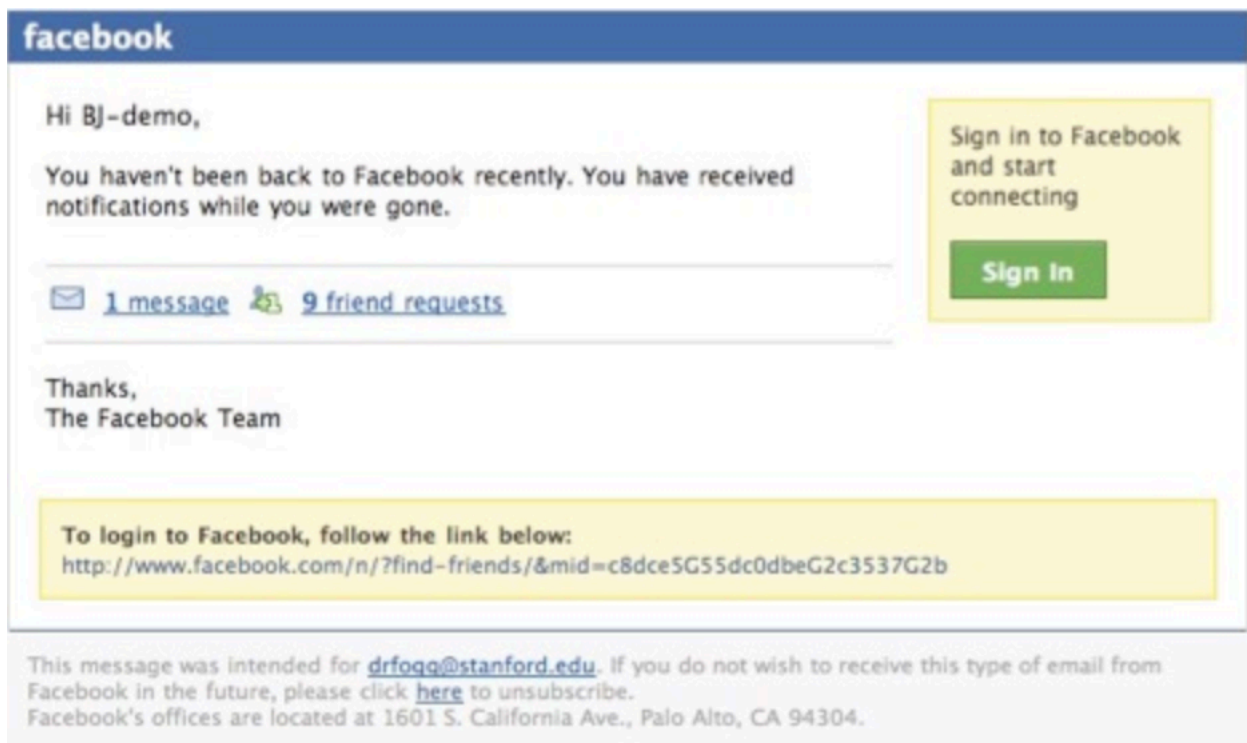 facebook
Hi BJ-demo,
You haven't been back to Facebook recently. You have received
notifications while you were gone.
1 message 9 friend requests
Thanks,
The Facebook Team
Sign in to Facebook
and start
connecting
Sign In
To login to Facebook, follow the link below:
http://www.facebook.com/n/?find-friends/&mid=c8dce5G55dc0dbeG2c3537G2b
This message was intended for drfogg@stanford.edu. If you do not wish to receive this type of email from
Facebook in the future, please click here to unsubscribe.
Facebook's offices are located at 1601 S. California Ave., Palo Alto, CA 94304.